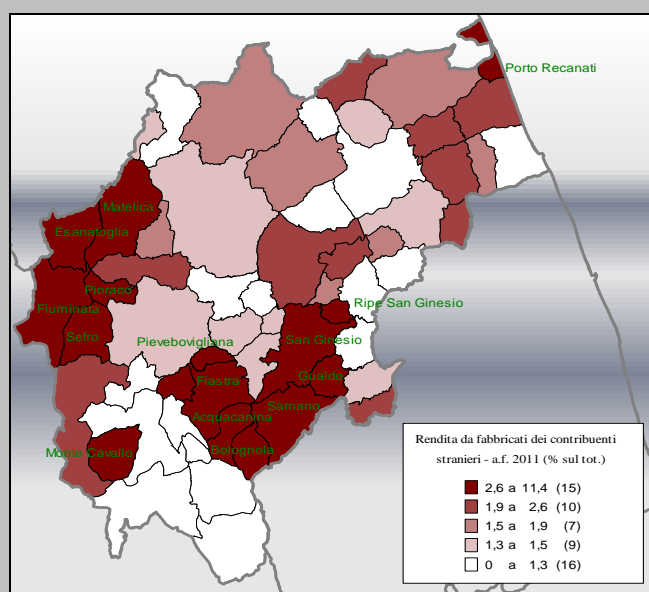 Porto Recanati
Matelica
Esanatoglia
Pioraco
Fiuminata
Ripe San Ginesio
Sefro
Pievebovigliana
San Ginesio
Fiastra
Gualdo
Sarnano
Acquacanina
Monte Cavallo
Bolognola
Rendita da fabbricati dei contribuenti
stranieri - a.f. 2011 (% sul tot.)
2,6 a 11,4 (15)
1,9 a 2,6 (10)
1,5 a 1,9 (7)
1,3 a 1,5 (9)
0 a 1,3 (16)